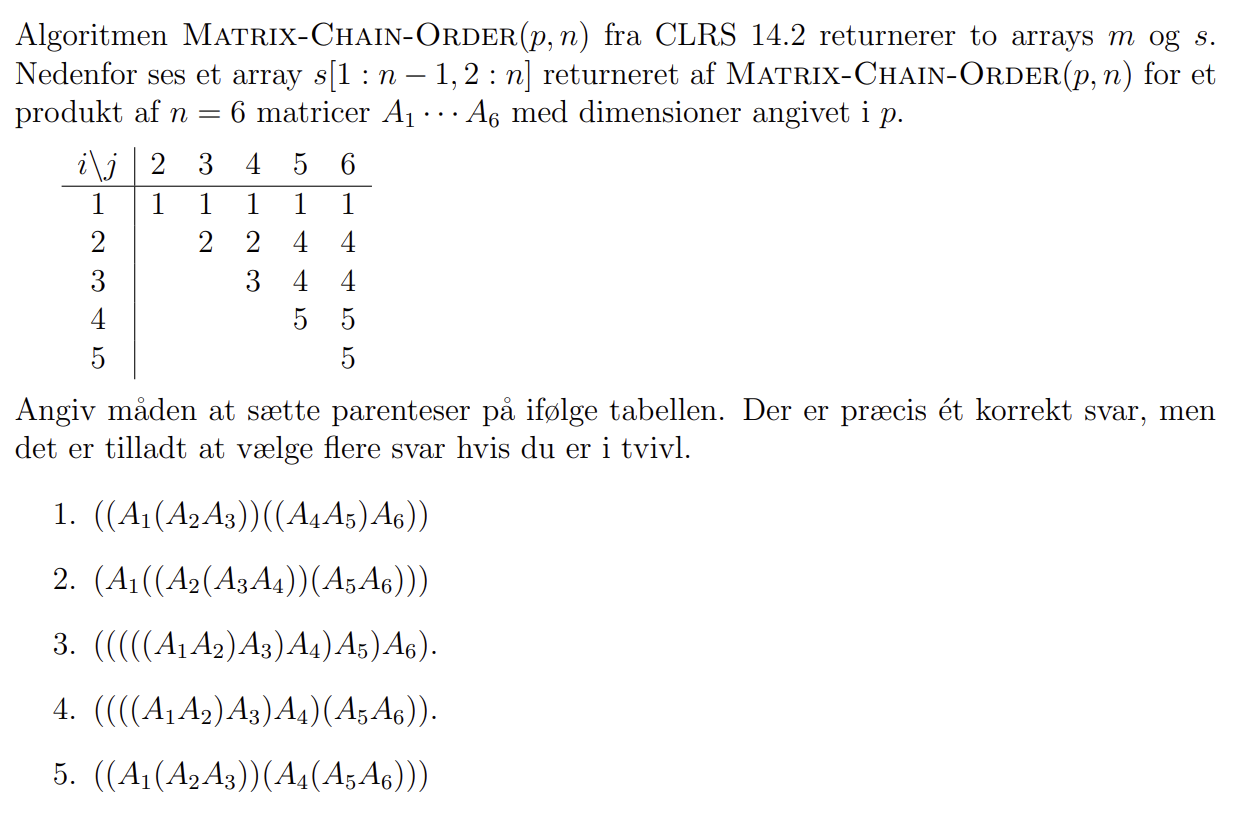 Algoritmen MATRIX-CHAIN-ORDER(p, n) fra CLRS 14.2 returnerer to arrays m og s.
Nedenfor ses et array s[1 : n − 1, 2 : n] returneret af MATRIX-CHAIN-ORDER(p, n) for et
produkt af n = 6 matricer A₁ ⋯ A₆ med dimensioner angivet i p.
i\j 2 3 4 5 6
1 1 1 1 1 1
2 2 2 4 4
3 3 4 4
4 5 5
5 5
Angiv måden at sætte parenteser på ifølge tabellen. Der er præcis ét korrekt svar, men
det er tilladt at vælge flere svar hvis du er i tvivl.
1. ((A₁(A₂A₃))((A₄A₅)A₆))
2. (A₁((A₂(A₃A₄))(A₅A₆)))
3. (((((A₁A₂)A₃)A₄)A₅)A₆).
4. ((((A₁A₂)A₃)A₄)(A₅A₆)).
5. ((A₁(A₂A₃))(A₄(A₅A₆)))